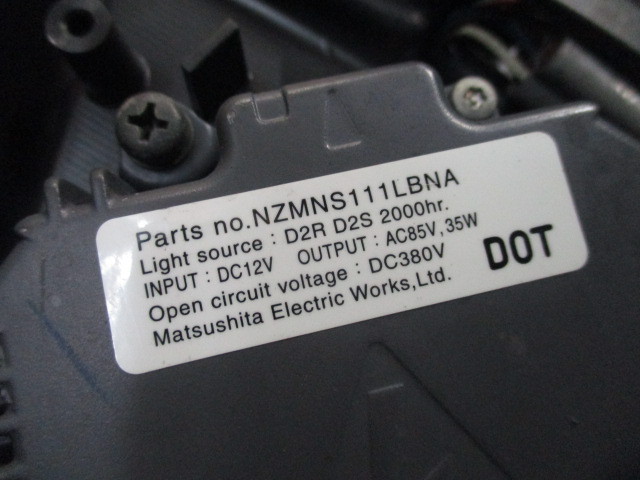 Parts no.NZMNS111LBNA
Light source : D2R D2S 2000hr.
INPUT : DC12V OUTPUT : AC85V,35W
Open circuit voltage : DC380V
Matsushita Electric Works,Ltd.
DOT